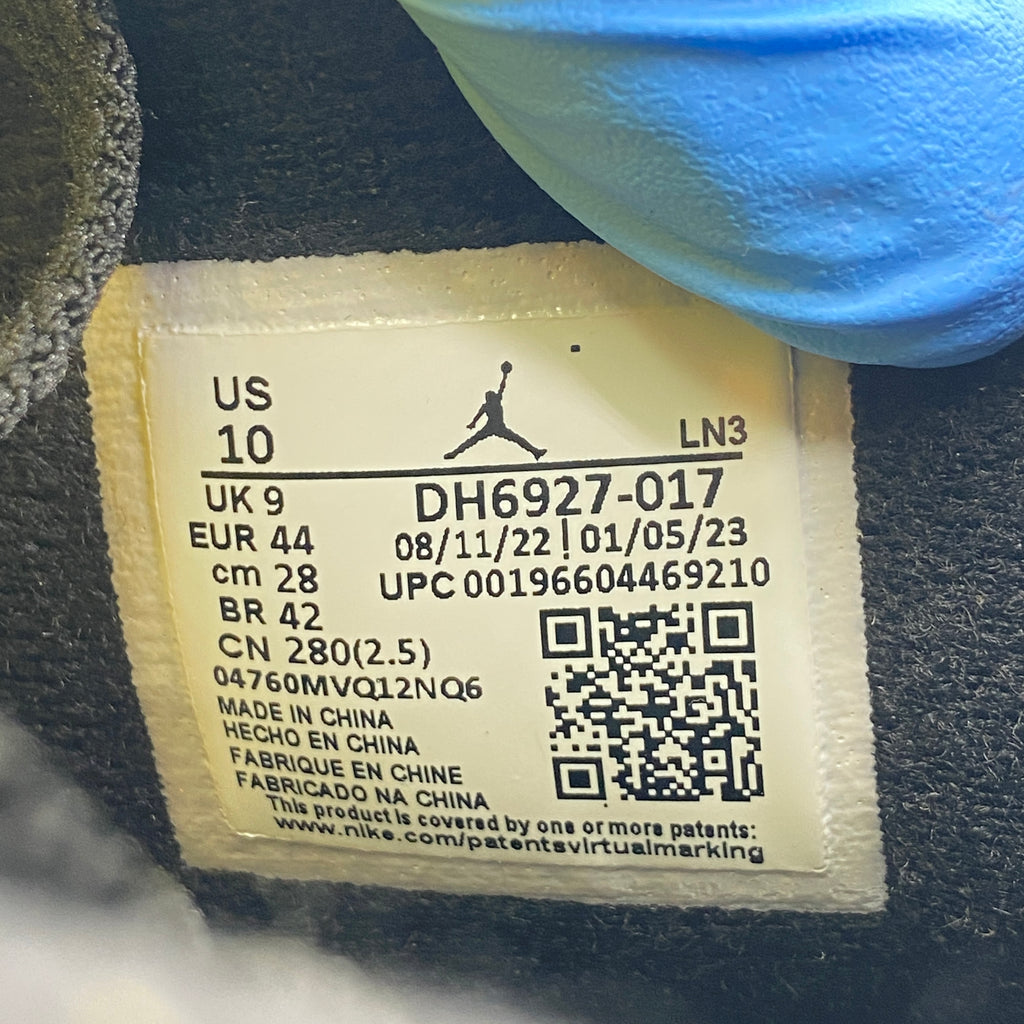 US
10
LN3
UK 9
DH6927-017
EUR 44
08/11/22 | 01/05/23
cm 28
UPC 00196604469210
BR 42
CN 280(2.5)
04760MVQ12NQ6
MADE IN CHINA
HECHO EN CHINA
FABRIQUE EN CHINE
FABRICADO NA CHINA
This product is covered by one or more patents:
www.nike.com/patentsvirtualmarking